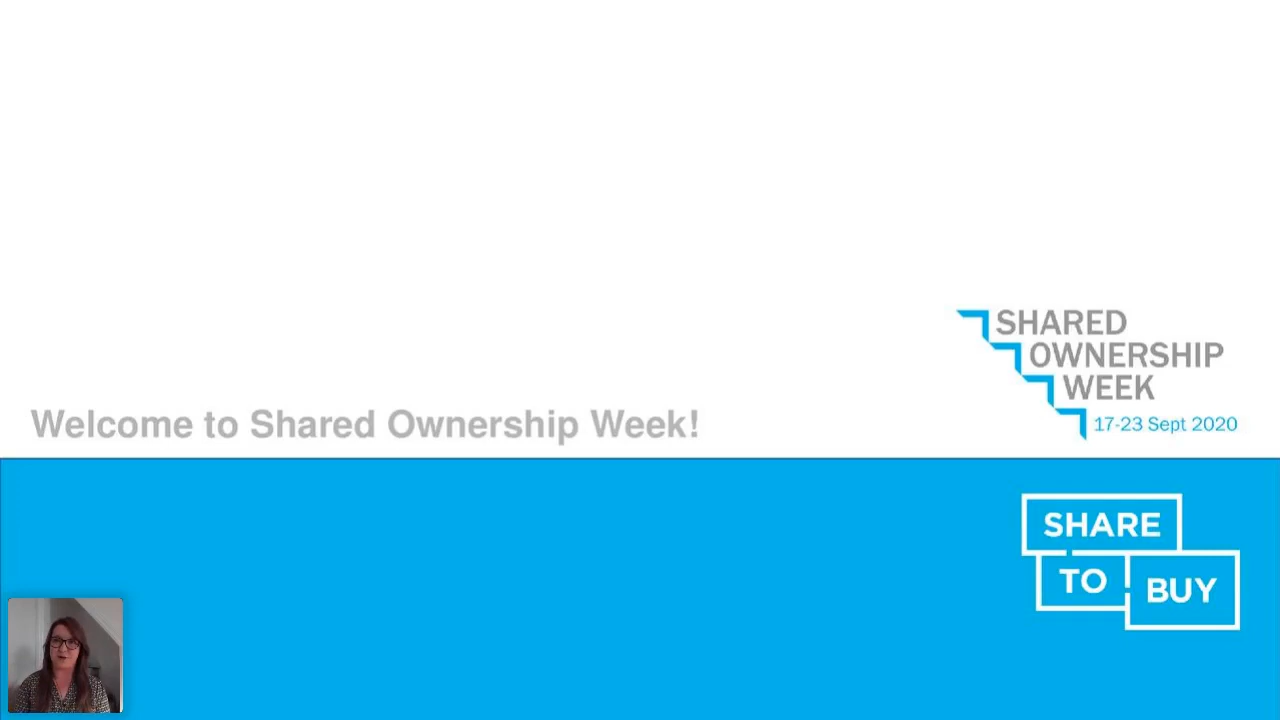 SHARED
OWNERSHIP
WEEK
17-23 Sept 2020
Welcome to Shared Ownership Week!
SHARE
TO BUY